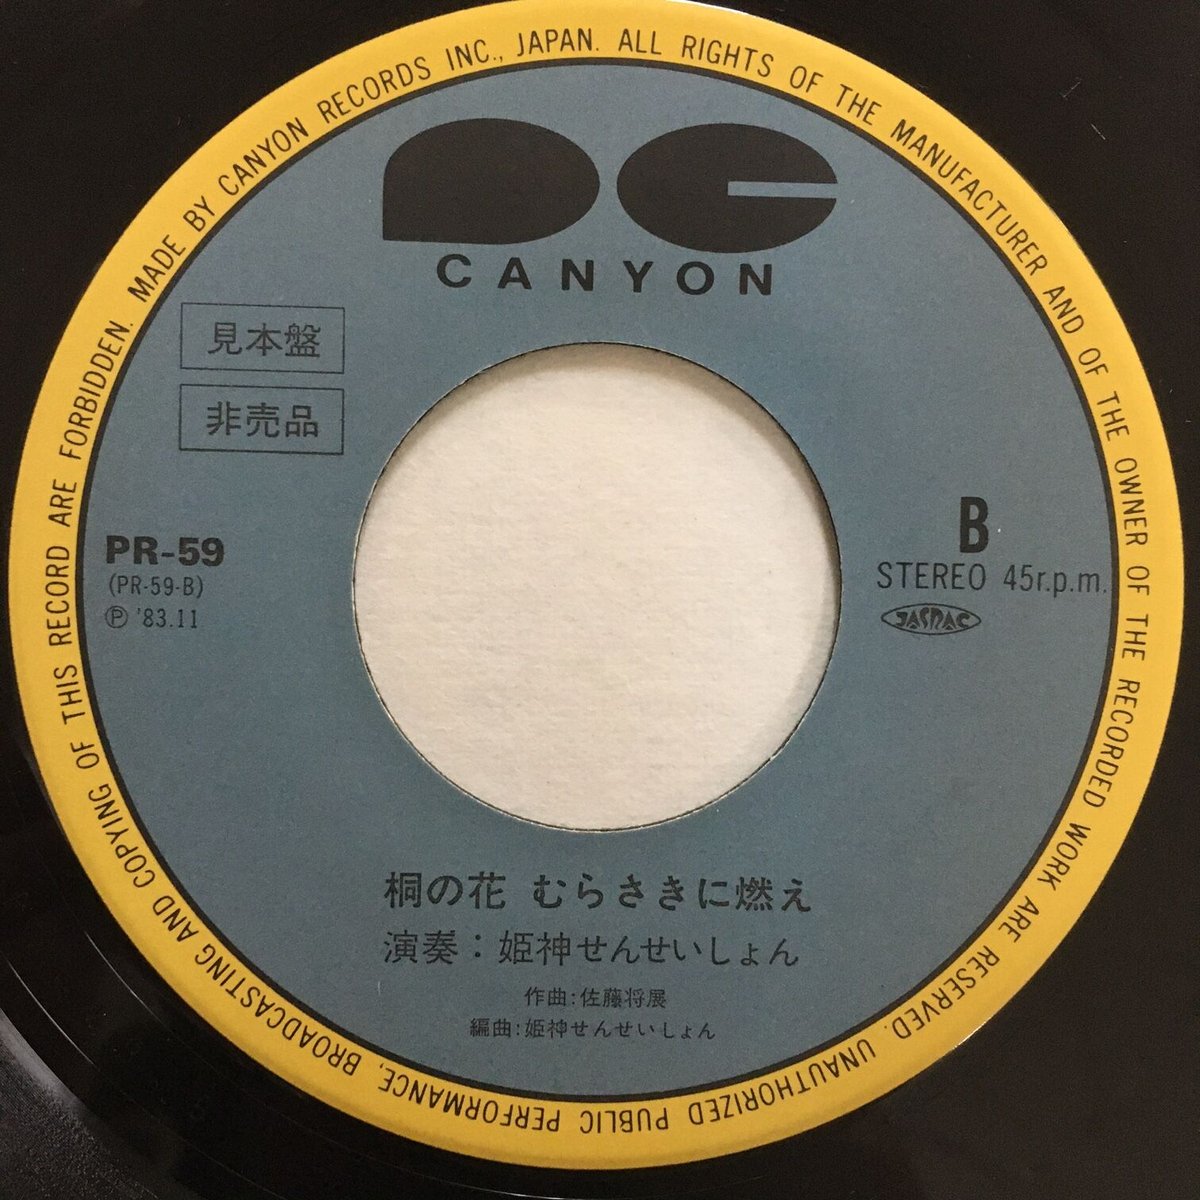 MADE BY CANYON RECORDS INC., JAPAN. ALL RIGHTS OF THE MANUFACTURER AND OF THE OWNER OF THE RECORDED WORK ARE RESERVED. UNAUTHORIZED PUBLIC PERFORMANCE, BROADCASTING AND COPYING OF THIS RECORD ARE FORBIDDEN.
CANYON
見本盤
非売品
PR-59
(PR-59-B)
Ⓟ '83.11
B
STEREO 45r.p.m.
JASRAC
桐の花 むらさきに燃え
演奏:姫神せんせいしょん
作曲:佐藤将展
編曲:姫神せんせいしょん